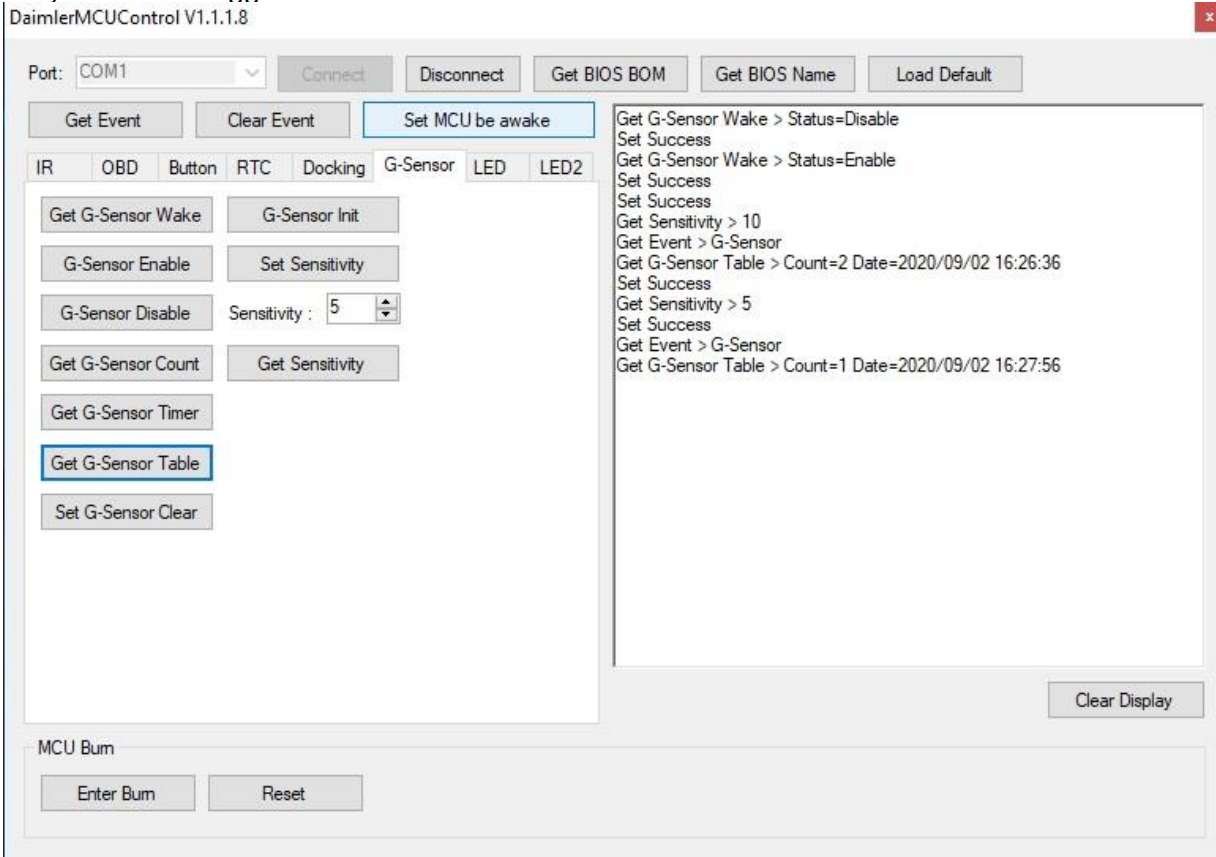 DaimlerMCUControl V1.1.1.8
x
Port: COM1 Connect Disconnect Get BIOS BOM Get BIOS Name Load Default
Get Event Clear Event Set MCU be awake
IR OBD Button RTC Docking G-Sensor LED LED2
Get G-Sensor Wake G-Sensor Init
G-Sensor Enable Set Sensitivity
G-Sensor Disable Sensitivity : 5
Get G-Sensor Count Get Sensitivity
Get G-Sensor Timer
Get G-Sensor Table
Set G-Sensor Clear
Get G-Sensor Wake > Status=Disable
Set Success
Get G-Sensor Wake > Status=Enable
Set Success
Set Success
Get Sensitivity > 10
Get Event > G-Sensor
Get G-Sensor Table > Count=2 Date=2020/09/02 16:26:36
Set Success
Get Sensitivity > 5
Set Success
Get Event > G-Sensor
Get G-Sensor Table > Count=1 Date=2020/09/02 16:27:56
Clear Display
MCU Burn
Enter Burn Reset